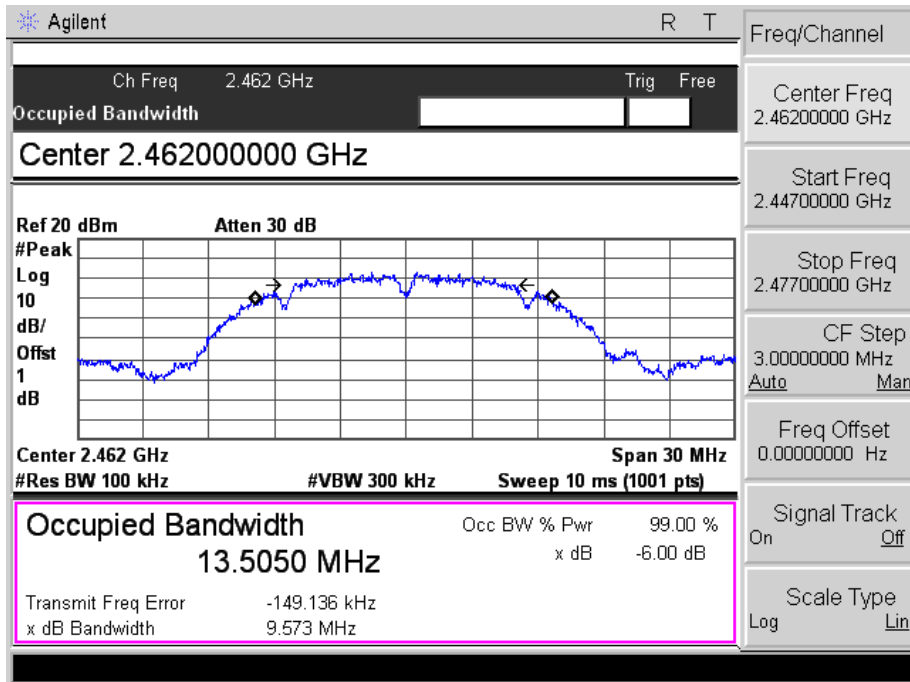 Agilent R T
Ch Freq 2.462 GHz Trig Free
Occupied Bandwidth
Center 2.462000000 GHz
Ref 20 dBm Atten 30 dB
#Peak
Log
10
dB/
Offst
1
dB
Center 2.462 GHz Span 30 MHz
#Res BW 100 kHz #VBW 300 kHz Sweep 10 ms (1001 pts)
Occupied Bandwidth
13.5050 MHz
Occ BW % Pwr 99.00 %
x dB -6.00 dB
Transmit Freq Error -149.136 kHz
x dB Bandwidth 9.573 MHz
Freq/Channel
Center Freq
2.46200000 GHz
Start Freq
2.44700000 GHz
Stop Freq
2.47700000 GHz
CF Step
3.00000000 MHz
Auto Man
Freq Offset
0.00000000 Hz
Signal Track
On Off
Scale Type
Log Lin